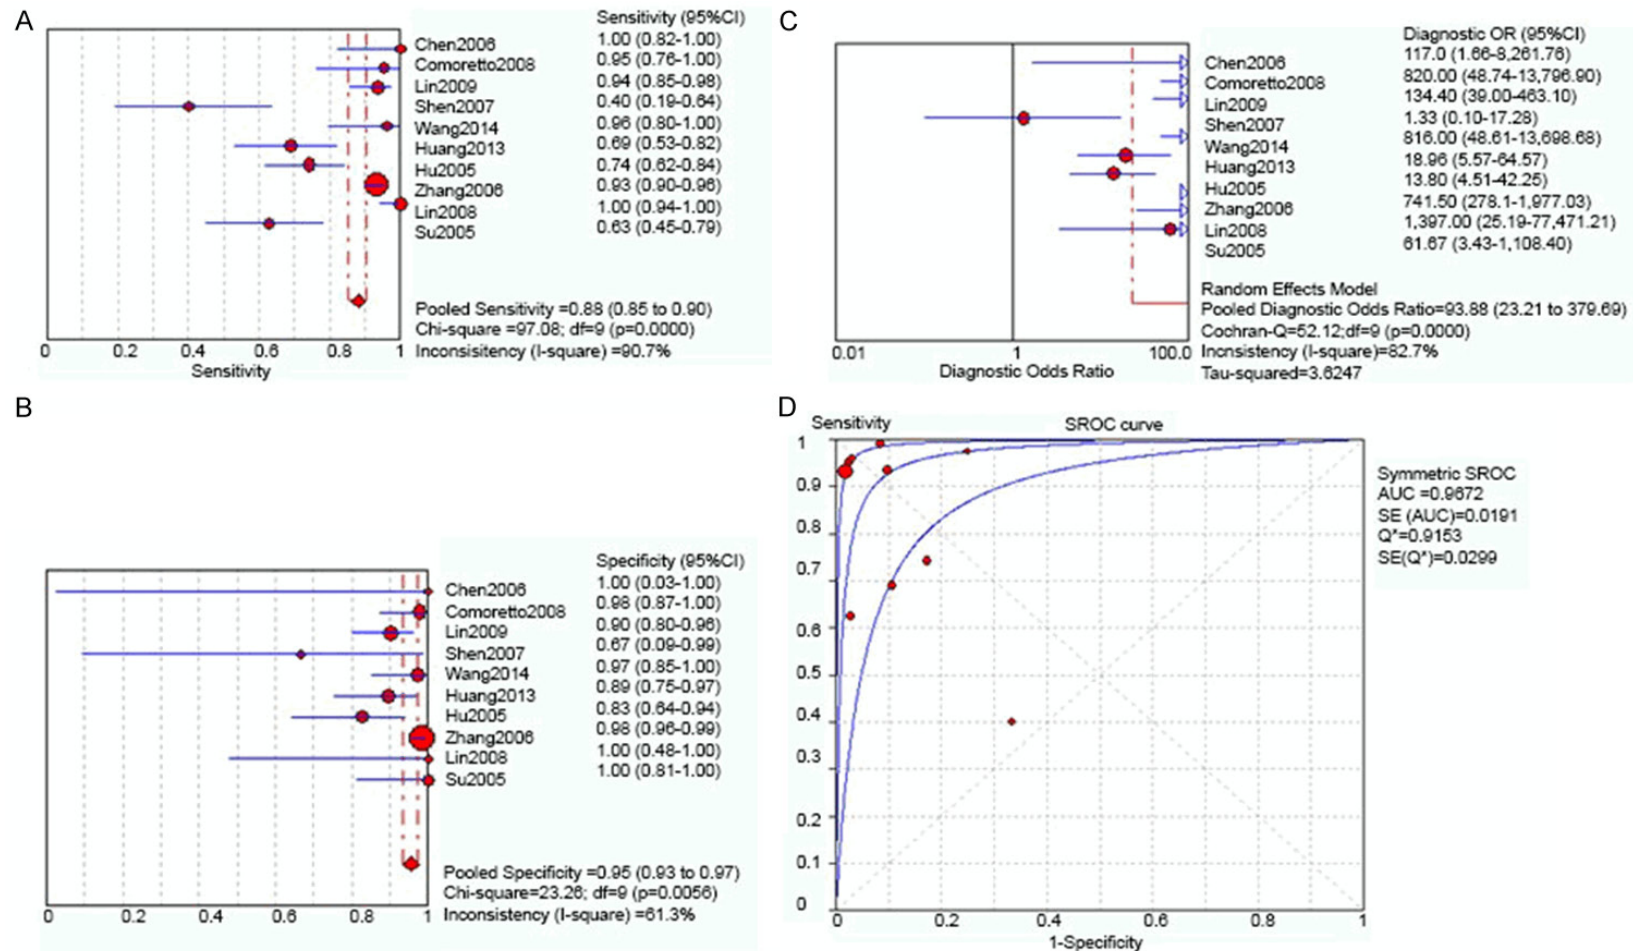 A
Sensitivity (95%CI)
Chen2006 1.00 (0.82-1.00)
Comoretto2008 0.95 (0.76-1.00)
Lin2009 0.94 (0.85-0.98)
Shen2007 0.40 (0.19-0.64)
Wang2014 0.96 (0.80-1.00)
Huang2013 0.69 (0.53-0.82)
Hu2005 0.74 (0.62-0.84)
Zhang2006 0.93 (0.90-0.96)
Lin2008 1.00 (0.94-1.00)
Su2005 0.63 (0.45-0.79)
Pooled Sensitivity =0.88 (0.85 to 0.90)
Chi-square =97.08; df=9 (p=0.0000)
Inconsisitency (I-square) =90.7%
0 0.2 0.4 0.6 0.8 1
Sensitivity
B
Specificity (95%CI)
Chen2006 1.00 (0.03-1.00)
Comoretto2008 0.98 (0.87-1.00)
Lin2009 0.90 (0.80-0.96)
Shen2007 0.67 (0.09-0.99)
Wang2014 0.97 (0.85-1.00)
Huang2013 0.89 (0.75-0.97)
Hu2005 0.83 (0.64-0.94)
Zhang2006 0.98 (0.96-0.99)
Lin2008 1.00 (0.48-1.00)
Su2005 1.00 (0.81-1.00)
Pooled Specificity =0.95 (0.93 to 0.97)
Chi-square=23.26; df=9 (p=0.0056)
Inconsistency (I-square) =61.3%
0 0.2 0.4 0.6 0.8 1
C
Diagnostic OR (95%CI)
Chen2006 117.0 (1.66-8,261.76)
Comoretto2008 820.00 (48.74-13,796.90)
Lin2009 134.40 (39.00-463.10)
Shen2007 1.33 (0.10-17.28)
Wang2014 816.00 (48.61-13,698.68)
Huang2013 18.96 (5.57-64.57)
Hu2005 13.80 (4.51-42.25)
Zhang2006 741.50 (278.1-1,977.03)
Lin2008 1,397.00 (25.19-77,471.21)
Su2005 61.67 (3.43-1,108.40)
Random Effects Model
Pooled Diagnostic Odds Ratio=93.88 (23.21 to 379.69)
Cochran-Q=52.12;df=9 (p=0.0000)
Incnsistency (I-square)=82.7%
Tau-squared=3.6247
0.01 1 100.0
Diagnostic Odds Ratio
D
Sensitivity
SROC curve
1
0.9
0.8
0.7
0.6
0.5
0.4
0.3
0.2
0.1
0
0 0.2 0.4 0.6 0.8 1
1-Specificity
Symmetric SROC
AUC =0.9672
SE (AUC)=0.0191
Q*=0.9153
SE(Q*)=0.0299